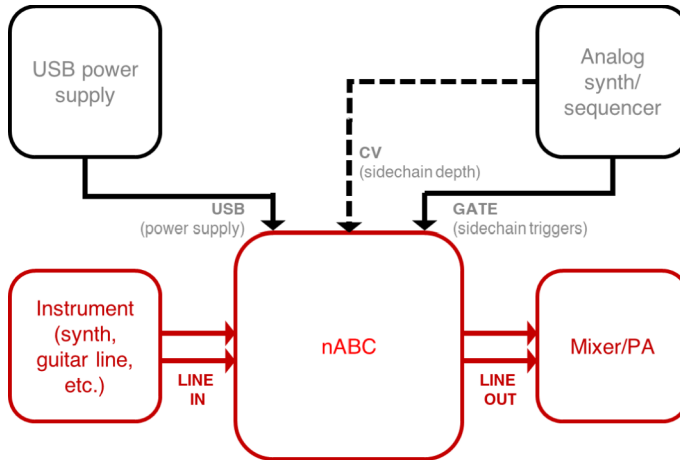 USB power
supply
Analog
synth/
sequencer
CV
(sidechain depth)
USB
(power supply)
GATE
(sidechain triggers)
Instrument
(synth,
guitar line,
etc.)
LINE
IN
nABC
LINE
OUT
Mixer/PA